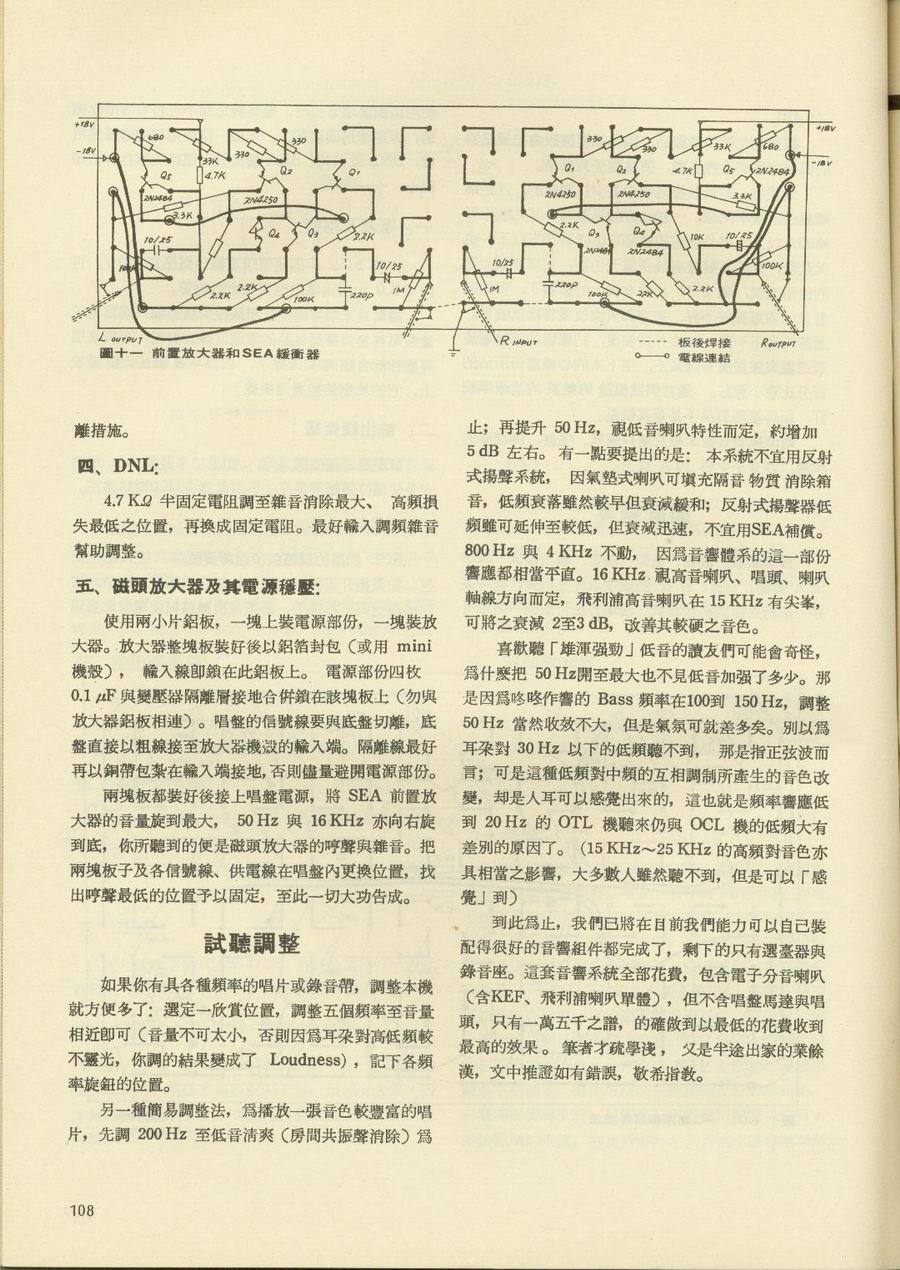 +18V
-18V
680
33K
330
330
4.7K
Q5
Q2
Q1
2N2484
2N4250
3.3K
Q4
Q3
2.2K
10/25
100K
2.2K
2.2K
100K
220P
10/25
1M
L OUTPUT
330
330
33K
680
+18V
-18V
Q1
Q2
4.7K
Q5
2N2484
2N4250
2N4250
3.3K
2.2K
Q3
Q4
10K
10/25
2N2484
2N2484
10/25
1M
220P
100K
22K
2.2K
100K
R INPUT
R OUTPUT
板後焊接
電線連結
圖十一 前置放大器和SEA緩衝器
離措施。
四、DNL:
4.7 KΩ 半固定電阻調至雜音消除最大、 高頻損
失最低之位置，再換成固定電阻。最好輸入調頻雜音
幫助調整。
五、磁頭放大器及其電源穩壓:
使用兩小片鋁板，一塊上裝電源部份，一塊裝放
大器。放大器整塊板裝好後以鋁箔封包（或用 mini
機殼）， 輸入線卽鎖在此鋁板上。 電源部份四枚
0.1 μF 與變壓器隔離層接地合倂鎖在該塊板上（勿與
放大器鋁板相連）。唱盤的信號線要與底盤切離，底
盤直接以粗線接至放大器機殼的輸入端。隔離線最好
再以銅帶包紮在輸入端接地,否則儘量避開電源部份。
兩塊板都裝好後接上唱盤電源，將 SEA 前置放
大器的音量旋到最大， 50 Hz 與 16 KHz 亦向右旋
到底，你所聽到的便是磁頭放大器的哼聲與雜音。把
兩塊板子及各信號線、供電線在唱盤內更換位置，找
出哼聲最低的位置予以固定，至此一切大功告成。
試聽調整
如果你有具各種頻率的唱片或錄音帶，調整本機
就方便多了: 選定一欣賞位置，調整五個頻率至音量
相近卽可（音量不可太小，否則因爲耳朶對高低頻較
不靈光，你調的結果變成了 Loudness)，記下各頻
率旋鈕的位置。
另一種簡易調整法，爲播放一張音色較豐富的唱
片，先調 200 Hz 至低音清爽（房間共振聲消除）爲
止；再提升 50 Hz，視低音喇叭特性而定，約增加
5 dB 左右。有一點要提出的是: 本系統不宜用反射
式揚聲系統， 因氣墊式喇叭可塡充隔音物質消除箱
音，低頻衰落雖然較早但衰減緩和；反射式揚聲器低
頻雖可延伸至較低，但衰減迅速，不宜用SEA補償。
800 Hz 與 4 KHz 不動， 因爲音響體系的這一部份
響應都相當平直。16 KHz 視高音喇叭、唱頭、喇叭
軸線方向而定，飛利浦高音喇叭在 15 KHz 有尖峯，
可將之衰減 2至3 dB，改善其較硬之音色。
喜歡聽「雄渾强勁」低音的讀友們可能會奇怪，
爲什麽把 50 Hz開至最大也不見低音加强了多少。那
是因爲咚咚作響的 Bass 頻率在100到 150 Hz，調整
50 Hz 當然收效不大，但是氣氛可就差多矣。別以爲
耳朶對 30 Hz 以下的低頻聽不到， 那是指正弦波而
言；可是這種低頻對中頻的互相調制所產生的音色改
變，却是人耳可以感覺出來的，這也就是頻率響應低
到 20 Hz 的 OTL 機聽來仍與 OCL 機的低頻大有
差別的原因了。（15 KHz～25 KHz 的高頻對音色亦
具相當之影響，大多數人雖然聽不到，但是可以「感
覺」到）
到此爲止，我們已將在目前我們能力可以自己裝
配得很好的音響組件都完成了，剩下的只有選臺器與
錄音座。這套音響系統全部花費，包含電子分音喇叭
（含KEF、飛利浦喇叭單體），但不含唱盤馬達與唱
頭，只有一萬五千之譜，的確做到以最低的花費收到
最高的效果。筆者才疏學淺，又是半途出家的業餘
漢，文中推證如有錯誤，敬希指敎。
108